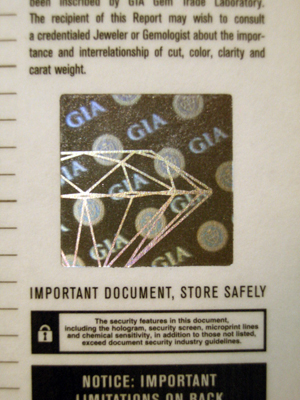 been inscribed by GIA Gem Trade Laboratory.
The recipient of this Report may wish to consult
a credentialed Jeweler or Gemologist about the impor-
tance and interrelationship of cut, color, clarity and
carat weight.
GIA
GIA
GIA
GIA
GIA
GIA
GIA
IMPORTANT DOCUMENT, STORE SAFELY
The security features in this document,
including the hologram, security screen, microprint lines
and chemical sensitivity, in addition to those not listed,
exceed document security industry guidelines.
NOTICE: IMPORTANT
LIMITATIONS ON BACK